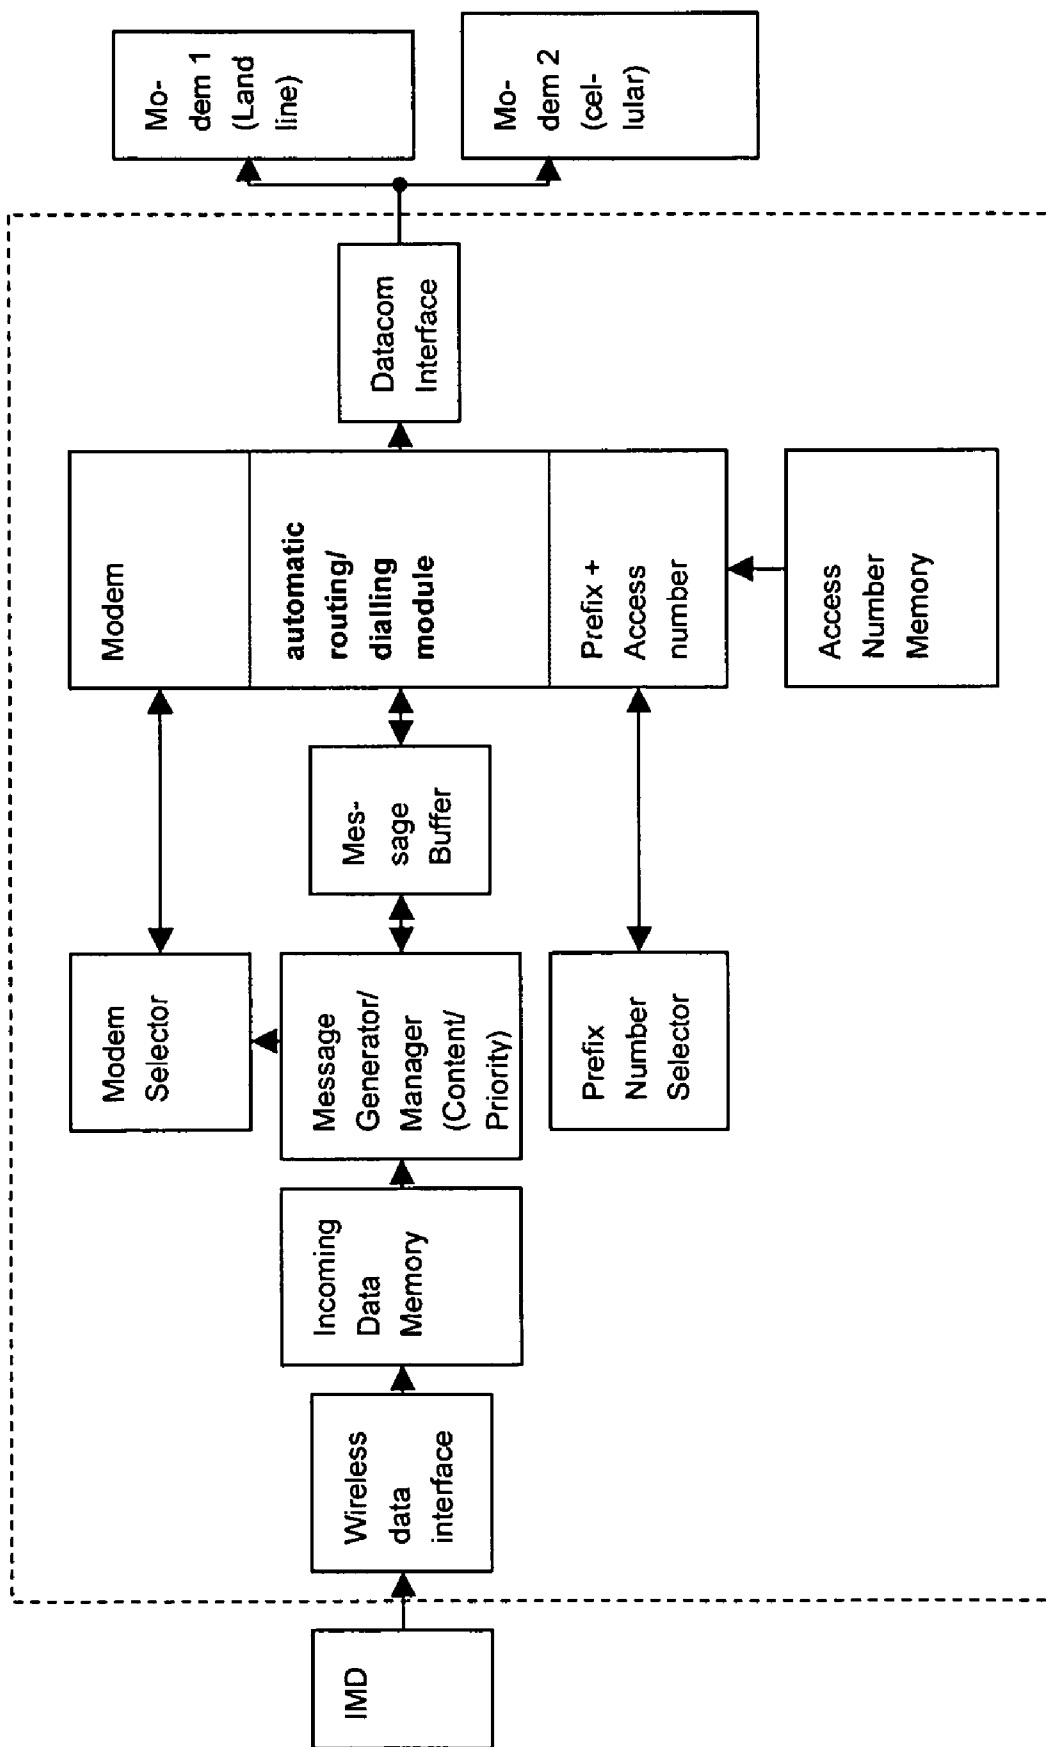 IMD
Wireless
data
interface
Incoming
Data
Memory
Modem
Selector
Message
Generator/
Manager
(Content/
Priority)
Prefix
Number
Selector
Mes-
sage
Buffer
Modem
automatic
routing/
dialling
module
Prefix +
Access
number
Access
Number
Memory
Datacom
Interface
Mo-
dem 1
(Land
line)
Mo-
dem 2
(cel-
lular)